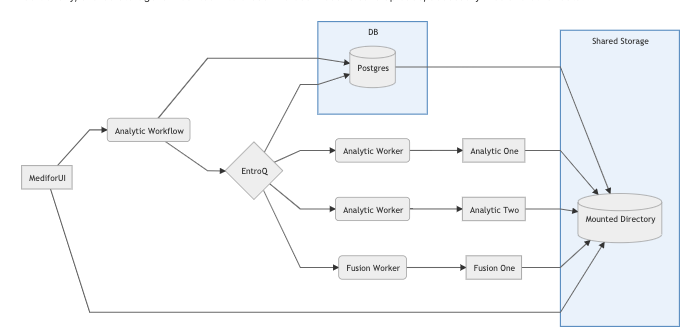 DB
Shared Storage
Postgres
Analytic Workflow
Analytic Worker
Analytic One
EntroQ
MediforUI
Analytic Worker
Analytic Two
Mounted Directory
Fusion Worker
Fusion One